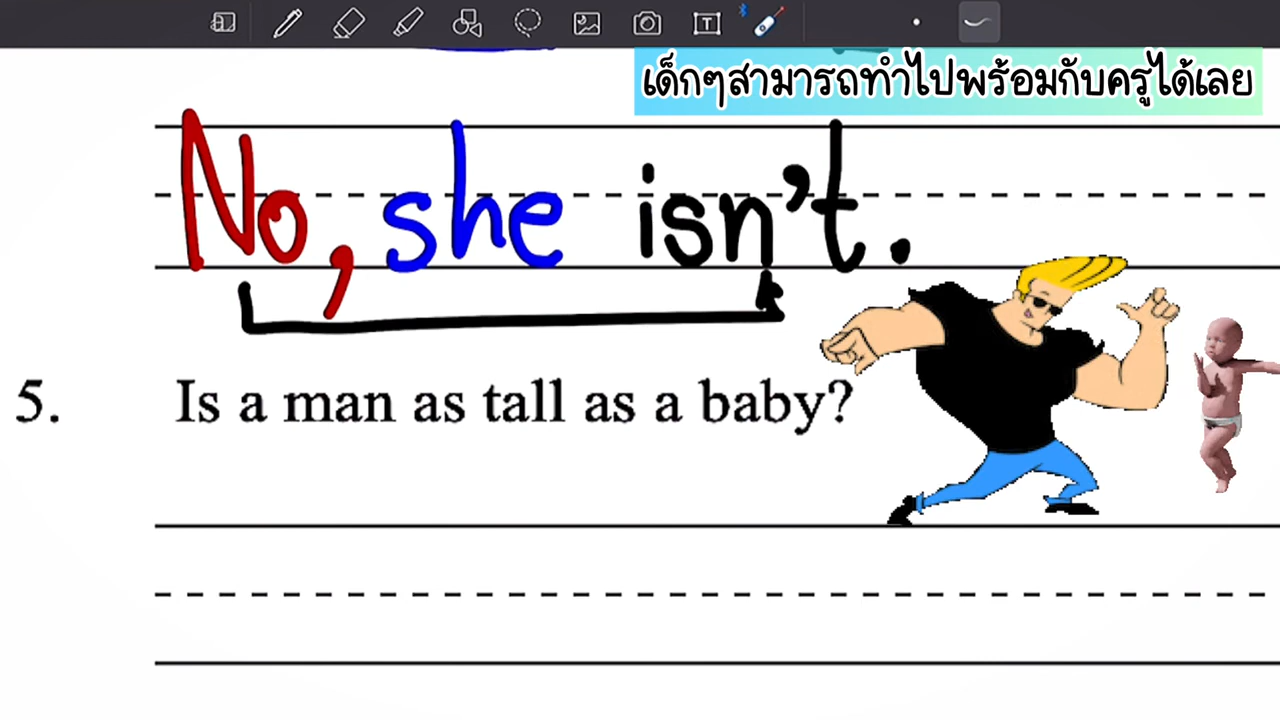 เด็กๆสามารถทำไปพร้อมกับครูได้เลย
No, she isn't.
5. Is a man as tall as a baby?